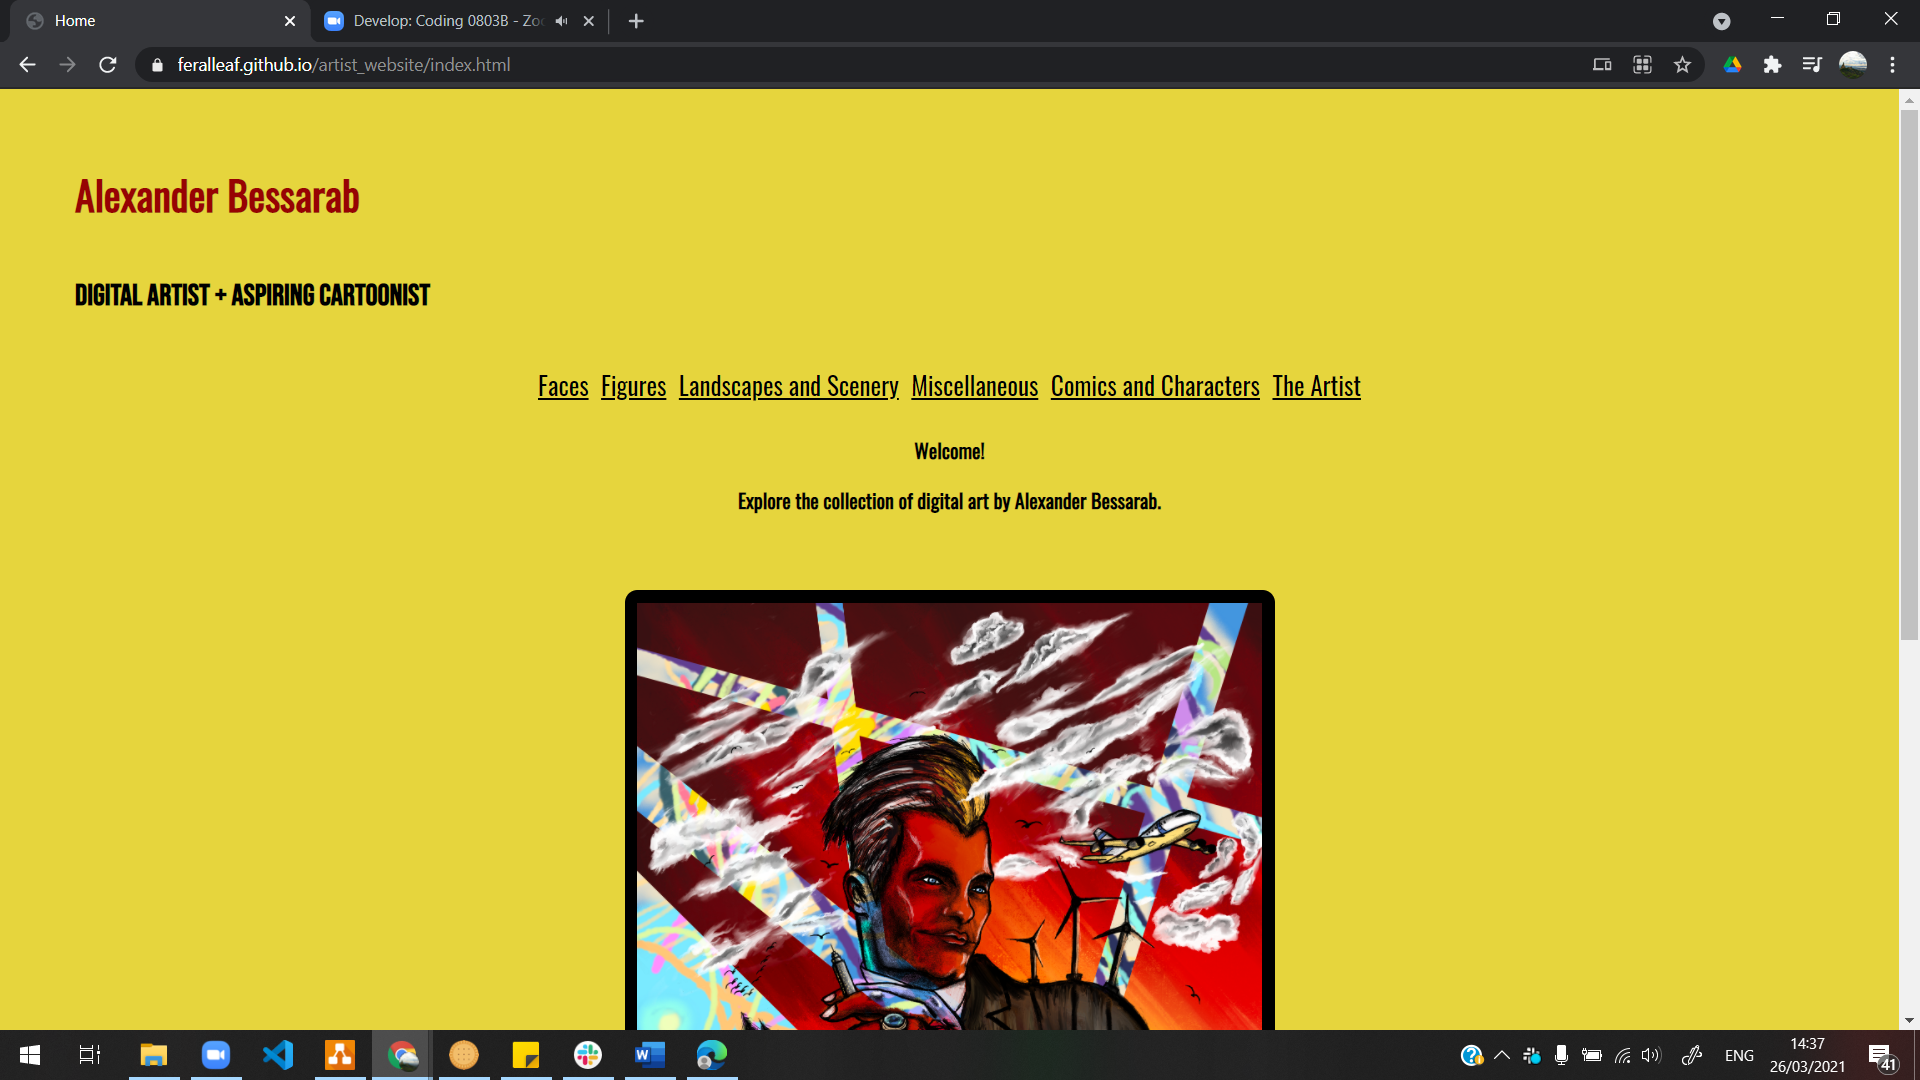 Home
Develop: Coding 0803B - Zoo
feralleaf.github.io/artist_website/index.html
Alexander Bessarab
DIGITAL ARTIST + ASPIRING CARTOONIST
Faces Figures Landscapes and Scenery Miscellaneous Comics and Characters The Artist
Welcome!
Explore the collection of digital art by Alexander Bessarab.
ENG
14:37
26/03/2021
41